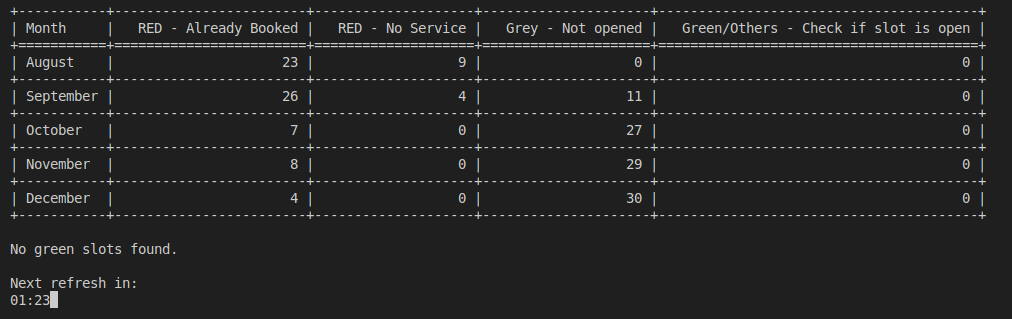 +-----------+------------------------+--------------------+---------------------+----------------------------------------+
| Month     |   RED - Already Booked |   RED - No Service |   Grey - Not opened |   Green/Others - Check if slot is open |
+===========+========================+====================+=====================+========================================+
| August    |                     23 |                  9 |                   0 |                                      0 |
+-----------+------------------------+--------------------+---------------------+----------------------------------------+
| September |                     26 |                  4 |                  11 |                                      0 |
+-----------+------------------------+--------------------+---------------------+----------------------------------------+
| October   |                      7 |                  0 |                  27 |                                      0 |
+-----------+------------------------+--------------------+---------------------+----------------------------------------+
| November  |                      8 |                  0 |                  29 |                                      0 |
+-----------+------------------------+--------------------+---------------------+----------------------------------------+
| December  |                      4 |                  0 |                  30 |                                      0 |
+-----------+------------------------+--------------------+---------------------+----------------------------------------+
No green slots found.
Next refresh in:
01:23